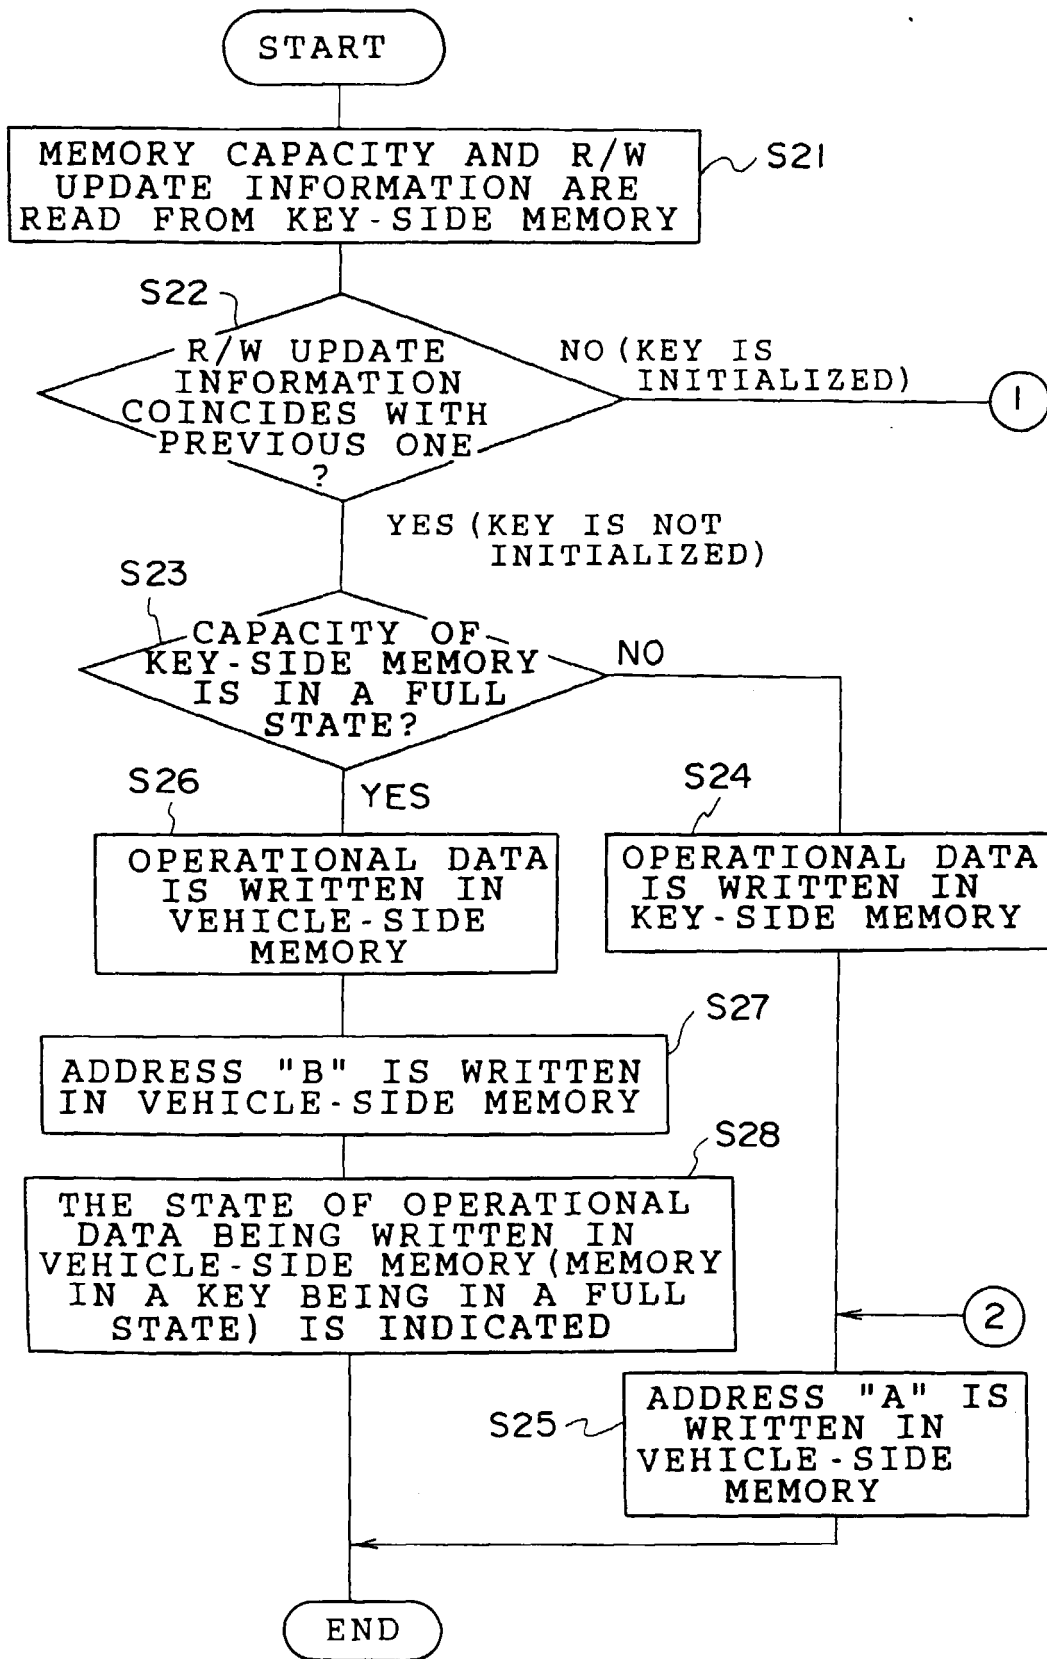 START
MEMORY CAPACITY AND R/W
UPDATE INFORMATION ARE
READ FROM KEY-SIDE MEMORY
S21
S22
R/W UPDATE
INFORMATION
COINCIDES WITH
PREVIOUS ONE
?
NO (KEY IS
INITIALIZED)
1
YES (KEY IS NOT
INITIALIZED)
S23
CAPACITY OF
KEY-SIDE MEMORY
IS IN A FULL
STATE?
NO
YES
S26
OPERATIONAL DATA
IS WRITTEN IN
VEHICLE-SIDE
MEMORY
S24
OPERATIONAL DATA
IS WRITTEN IN
KEY-SIDE MEMORY
S27
ADDRESS "B" IS WRITTEN
IN VEHICLE-SIDE MEMORY
S28
THE STATE OF OPERATIONAL
DATA BEING WRITTEN IN
VEHICLE-SIDE MEMORY (MEMORY
IN A KEY BEING IN A FULL
STATE) IS INDICATED
2
S25
ADDRESS "A" IS
WRITTEN IN
VEHICLE-SIDE
MEMORY
END